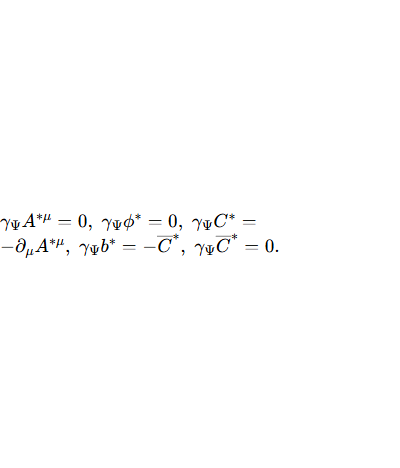 γ_Ψ A^{*μ} = 0, γ_Ψ ϕ^* = 0, γ_Ψ C^* =
−∂_μ A^{*μ}, γ_Ψ b^* = −\overline{C}^*, γ_Ψ \overline{C}^* = 0.